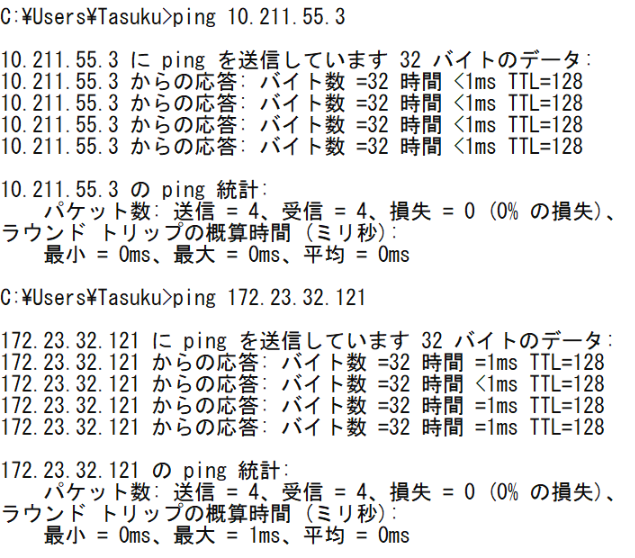 C:¥Users¥Tasuku>ping 10.211.55.3
10.211.55.3 に ping を送信しています 32 バイトのデータ:
10.211.55.3 からの応答: バイト数 =32 時間 <1ms TTL=128
10.211.55.3 からの応答: バイト数 =32 時間 <1ms TTL=128
10.211.55.3 からの応答: バイト数 =32 時間 <1ms TTL=128
10.211.55.3 からの応答: バイト数 =32 時間 <1ms TTL=128
10.211.55.3 の ping 統計:
パケット数: 送信 = 4、受信 = 4、損失 = 0 (0% の損失)、
ラウンド トリップの概算時間 (ミリ秒):
最小 = 0ms、最大 = 0ms、平均 = 0ms
C:¥Users¥Tasuku>ping 172.23.32.121
172.23.32.121 に ping を送信しています 32 バイトのデータ:
172.23.32.121 からの応答: バイト数 =32 時間 =1ms TTL=128
172.23.32.121 からの応答: バイト数 =32 時間 <1ms TTL=128
172.23.32.121 からの応答: バイト数 =32 時間 =1ms TTL=128
172.23.32.121 からの応答: バイト数 =32 時間 =1ms TTL=128
172.23.32.121 の ping 統計:
パケット数: 送信 = 4、受信 = 4、損失 = 0 (0% の損失)、
ラウンド トリップの概算時間 (ミリ秒):
最小 = 0ms、最大 = 1ms、平均 = 0ms